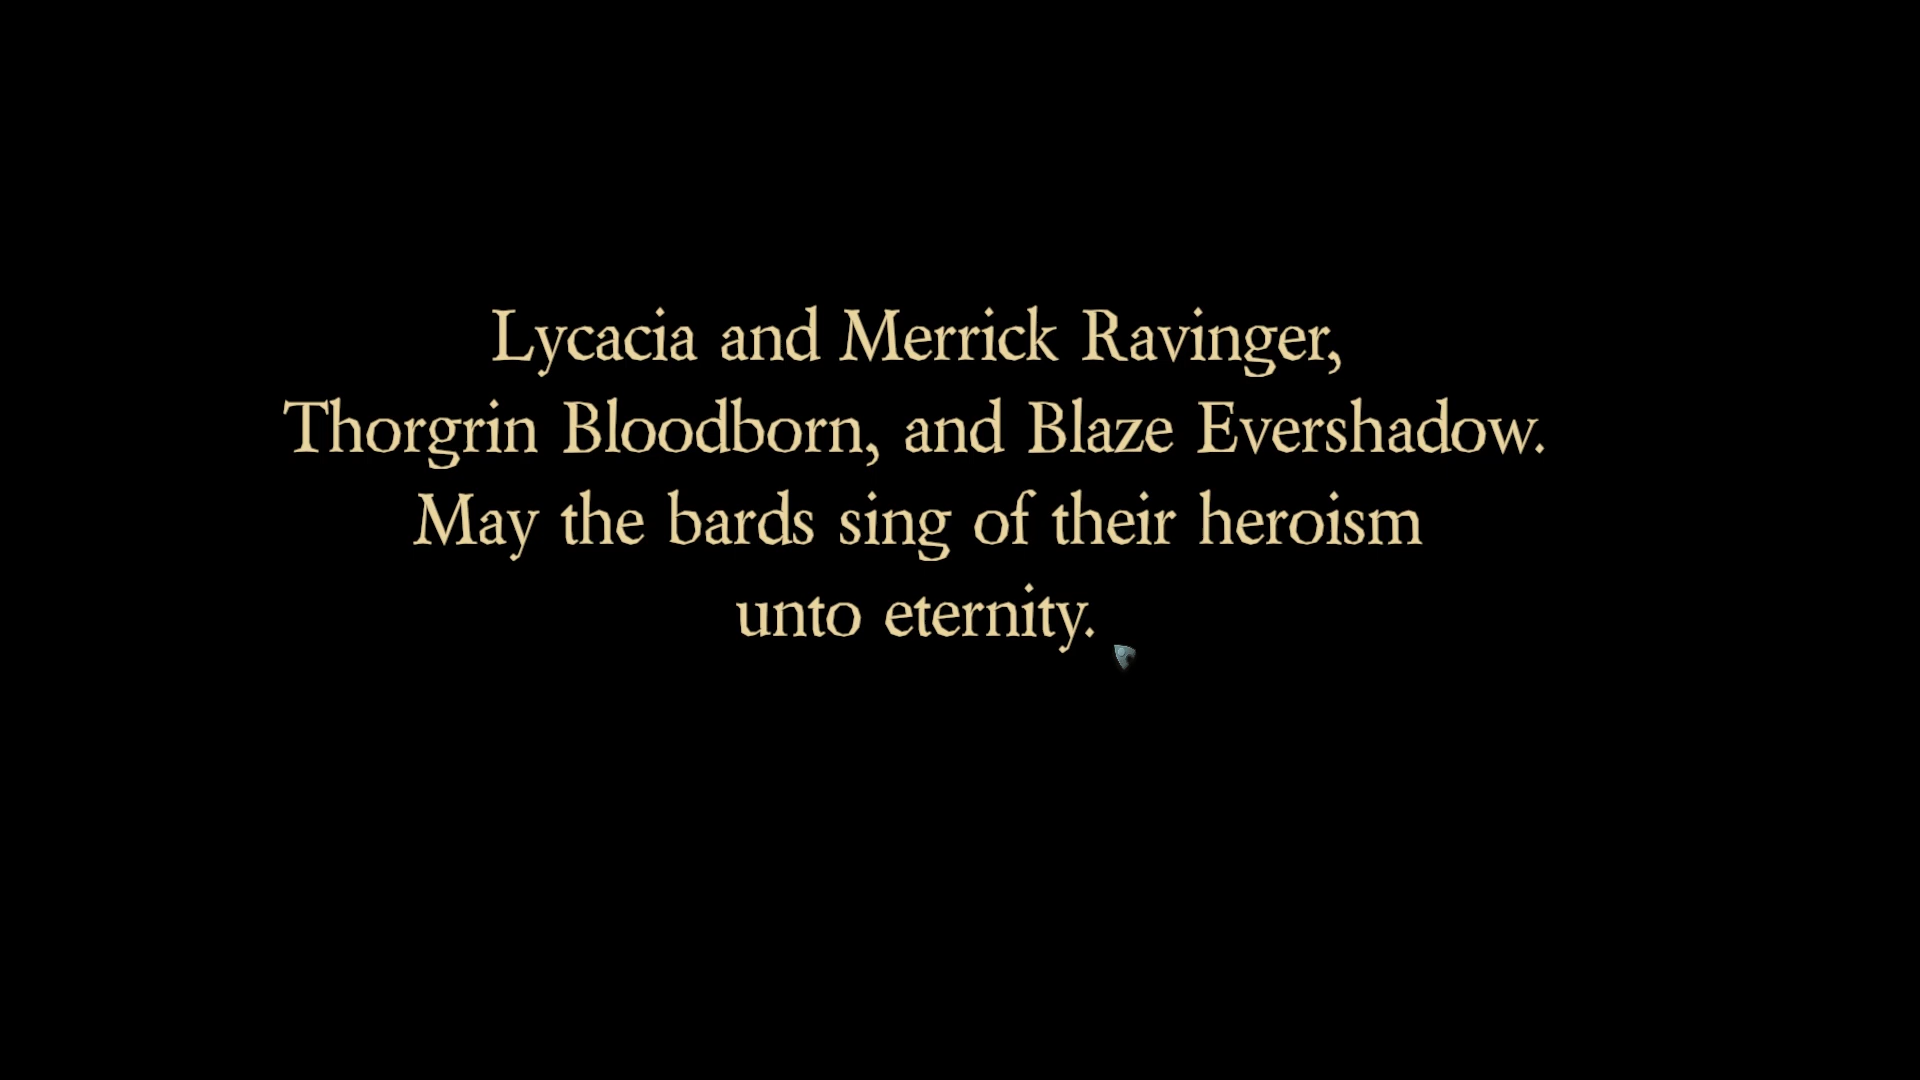 Lycacia and Merrick Ravinger,
Thorgrin Bloodborn, and Blaze Evershadow.
May the bards sing of their heroism
unto eternity.